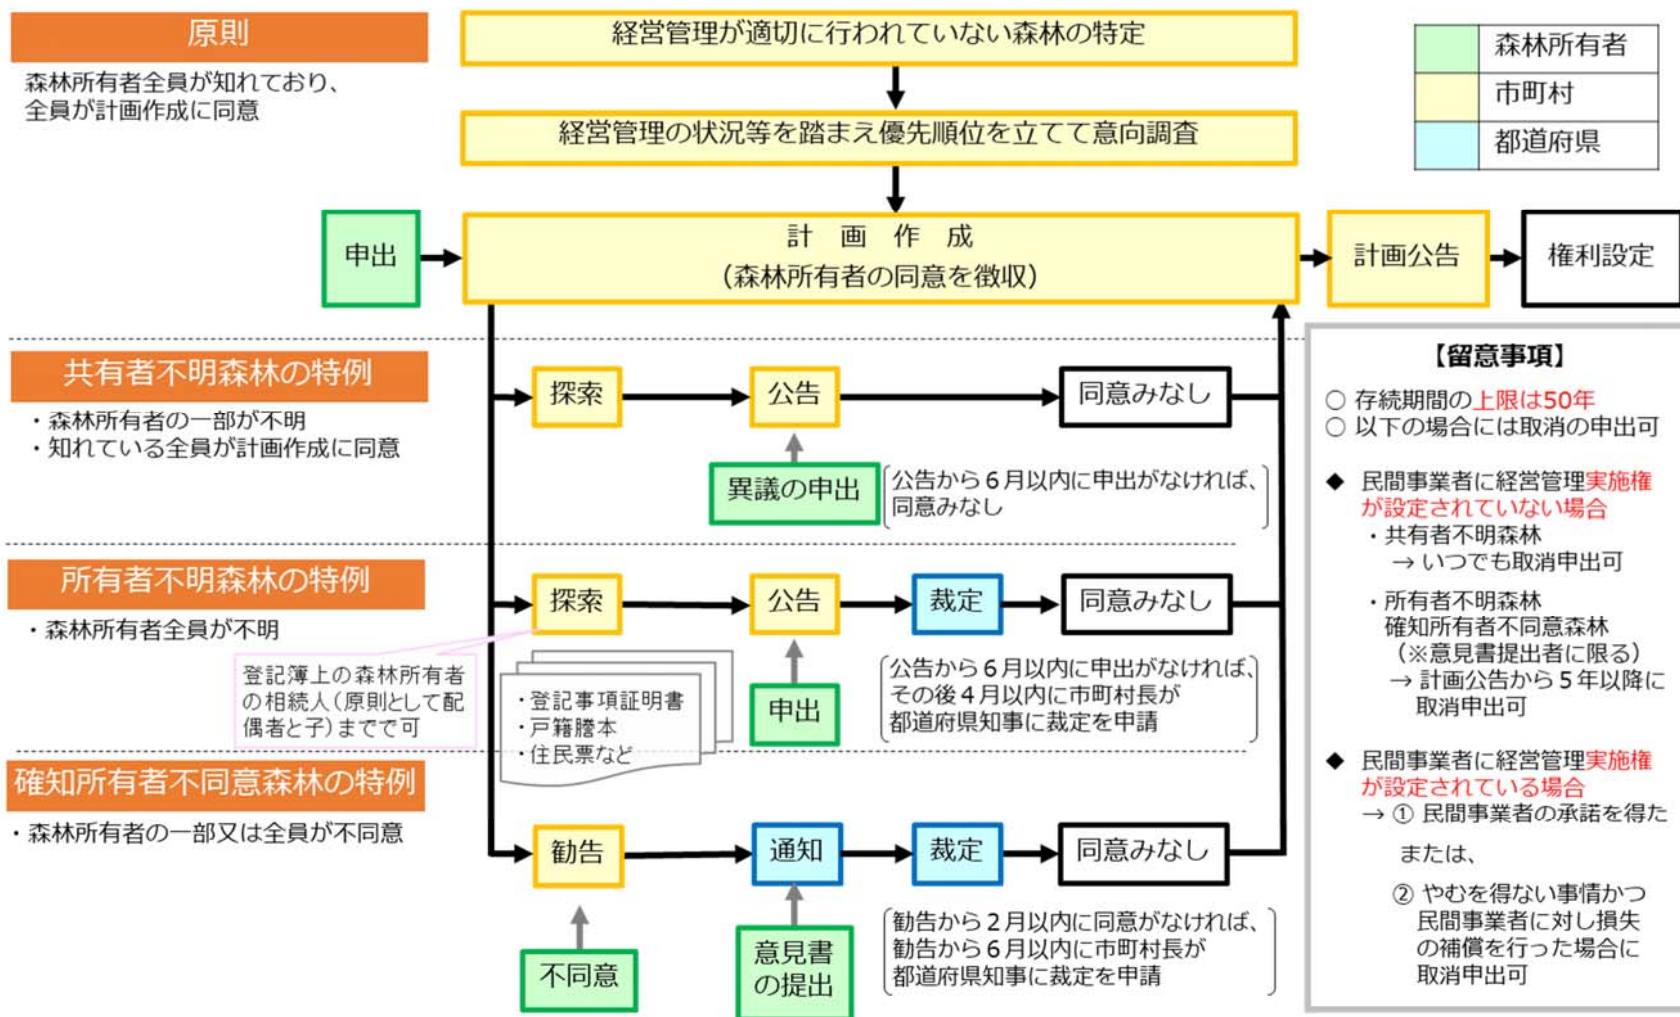 原則
森林所有者全員が知れており、
全員が計画作成に同意
経営管理が適切に行われていない森林の特定
経営管理の状況等を踏まえ優先順位を立てて意向調査
森林所有者
市町村
都道府県
申出
計 画 作 成
（森林所有者の同意を徴収）
計画公告
権利設定
共有者不明森林の特例
・森林所有者の一部が不明
・知れている全員が計画作成に同意
探索
公告
同意みなし
異議の申出
公告から６月以内に申出がなければ、
同意みなし
所有者不明森林の特例
・森林所有者全員が不明
探索
公告
裁定
同意みなし
登記簿上の森林所有者
の相続人（原則として配
偶者と子）までで可
・登記事項証明書
・戸籍謄本
・住民票など
申出
公告から６月以内に申出がなければ、
その後４月以内に市町村長が
都道府県知事に裁定を申請
確知所有者不同意森林の特例
・森林所有者の一部又は全員が不同意
勧告
通知
裁定
同意みなし
不同意
意見書
の提出
勧告から２月以内に同意がなければ、
勧告から６月以内に市町村長が
都道府県知事に裁定を申請
【留意事項】
○ 存続期間の上限は50年
○ 以下の場合には取消の申出可
◆ 民間事業者に経営管理実施権
が設定されていない場合
・共有者不明森林
→ いつでも取消申出可
・所有者不明森林
確知所有者不同意森林
（※意見書提出者に限る）
→ 計画公告から５年以降に
取消申出可
◆ 民間事業者に経営管理実施権
が設定されている場合
→ ① 民間事業者の承諾を得た
または、
② やむを得ない事情かつ
民間事業者に対し損失
の補償を行った場合に
取消申出可